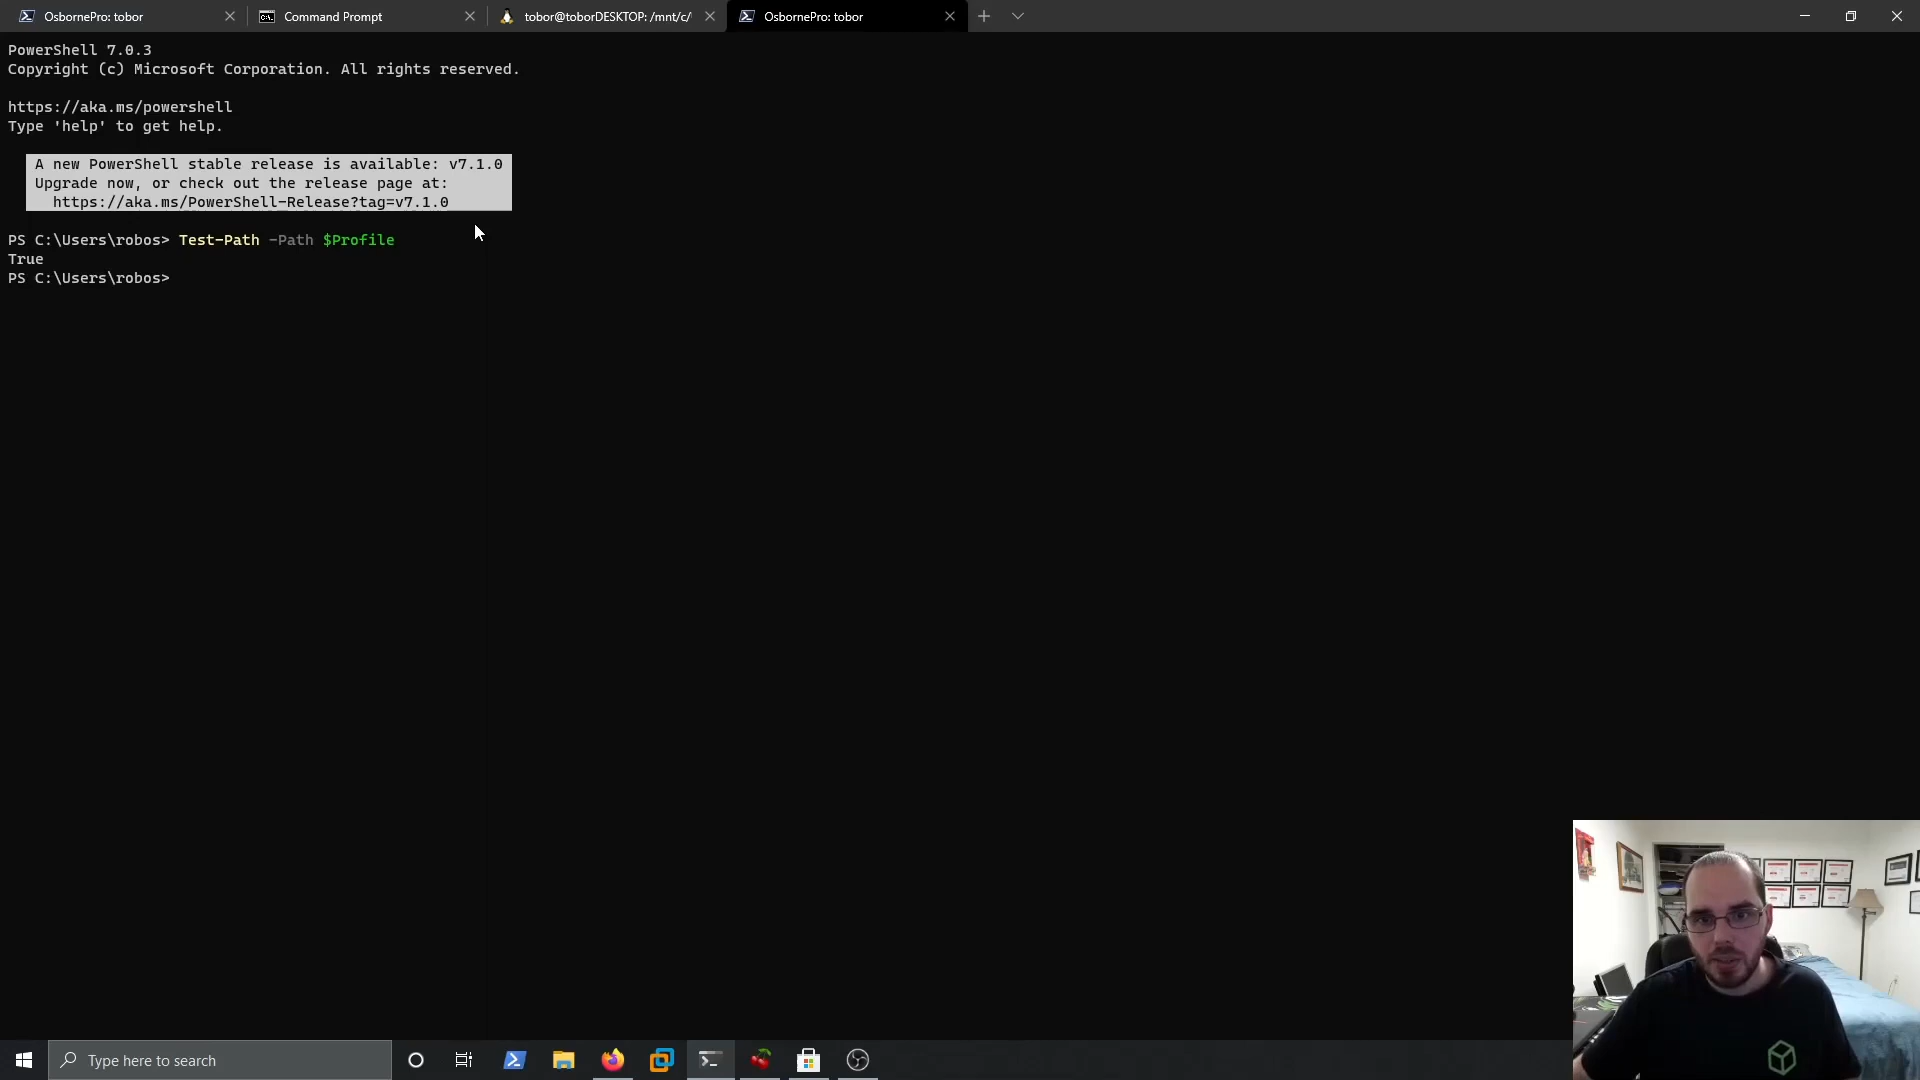 OsbornePro: tobor
Command Prompt
tobor@toborDESKTOP: /mnt/c/
OsbornePro: tobor
PowerShell 7.0.3
Copyright (c) Microsoft Corporation. All rights reserved.
https://aka.ms/powershell
Type 'help' to get help.
A new PowerShell stable release is available: v7.1.0
Upgrade now, or check out the release page at:
https://aka.ms/PowerShell-Release?tag=v7.1.0
PS C:\Users\robos> Test-Path -Path $Profile
True
PS C:\Users\robos>
Type here to search